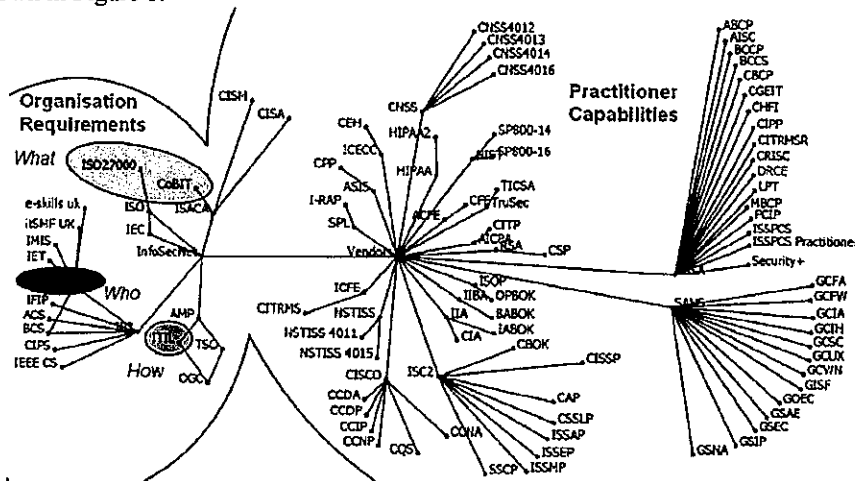 CNSS4012
CNSS4013
CNSS4014
CNSS4016
Organisation
Requirements
Practitioner
Capabilities
What
Who
How
CISM
CISA
ISO27000
CoBIT
ISO
ISACA
IEC
InfoSecNet
e-skills uk
itSMF UK
IMIS
IET
IFIP
ACS
BCS
CIPS
IEEE CS
AMP
ITIL
TSO
OGC
CNSS
CEH
ICECC
CPP
ASIS
I-RAP
SPL
HIPAA2
HIPAA
SP800-14
NIST
SP800-16
TICSA
CFE
TruSec
ACFE
CITP
AICPA
RSA
CSP
Vendors
ISOP
IIBA
OPBOK
BABOK
IIA
IABOK
CIA
ICFE
CITRMS
NSTISS
NSTISS 4011
NSTISS 4015
CISCO
CCDA
CCDP
CCIP
CCNP
CQS
CCNA
ISC2
CBOK
CISSP
CAP
CSSLP
ISSAP
ISSEP
ISSMP
SSCP
ABCP
AISC
BCCP
BCCS
CBCP
CGEIT
CHFI
CIPP
CITRMSR
CRISC
DRCE
LPT
MBCP
PCIP
ISSPCS
ISSPCS Practitioner
Security+
SANS
GCFA
GCFW
GCIA
GCIH
GCSC
GCUX
GCWN
GISF
GOEC
GSAE
GSEC
GSIP
GSNA